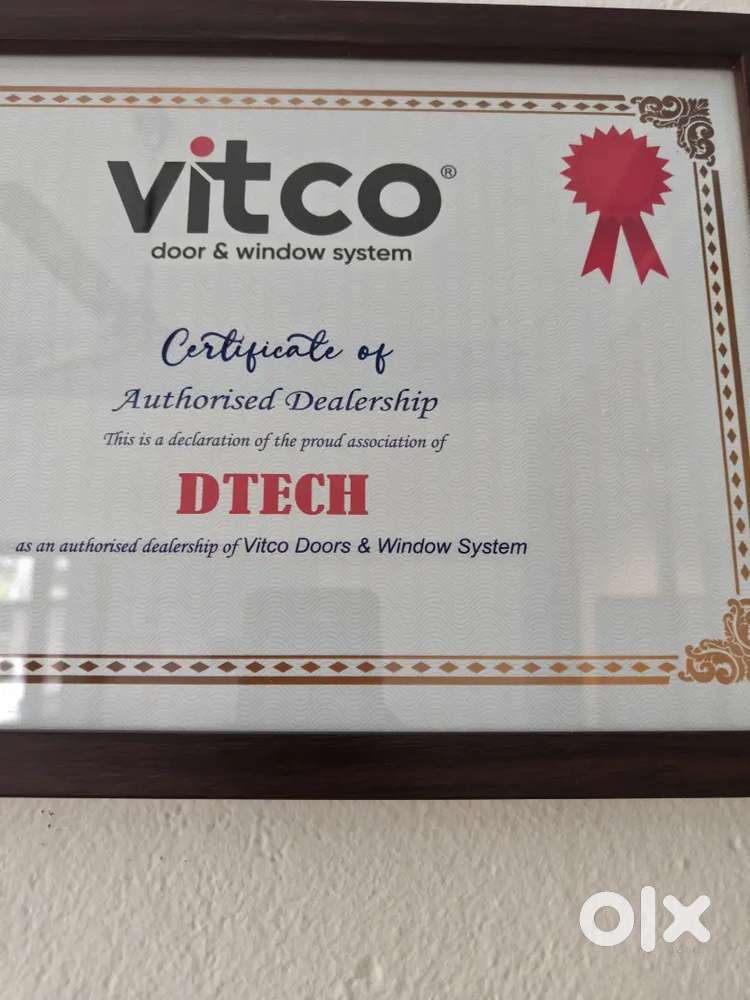 vitco®
door & window system
Certificate of
Authorised Dealership
This is a declaration of the proud association of
DTECH
as an authorised dealership of Vitco Doors & Window System
olx